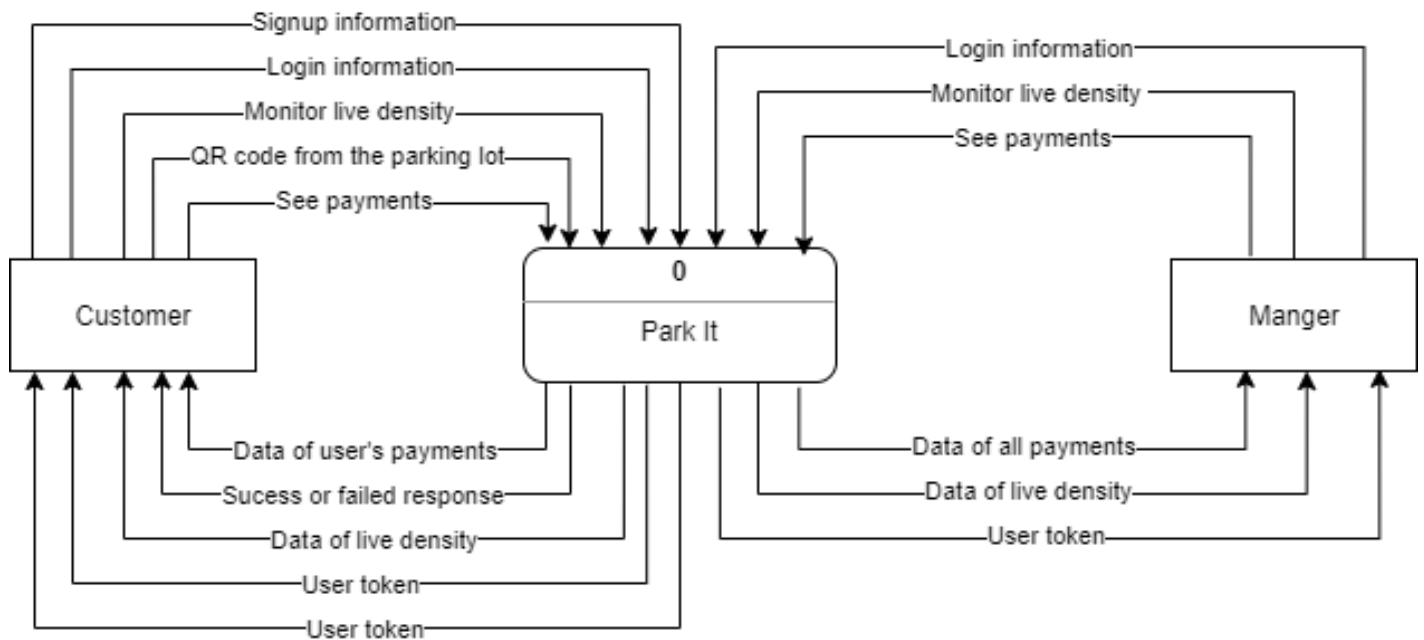 Signup information
Login information
Login information
Monitor live density
Monitor live density
QR code from the parking lot
See payments
See payments
0
Customer
Park It
Manger
Data of user's payments
Data of all payments
Sucess or failed response
Data of live density
Data of live density
User token
User token
User token